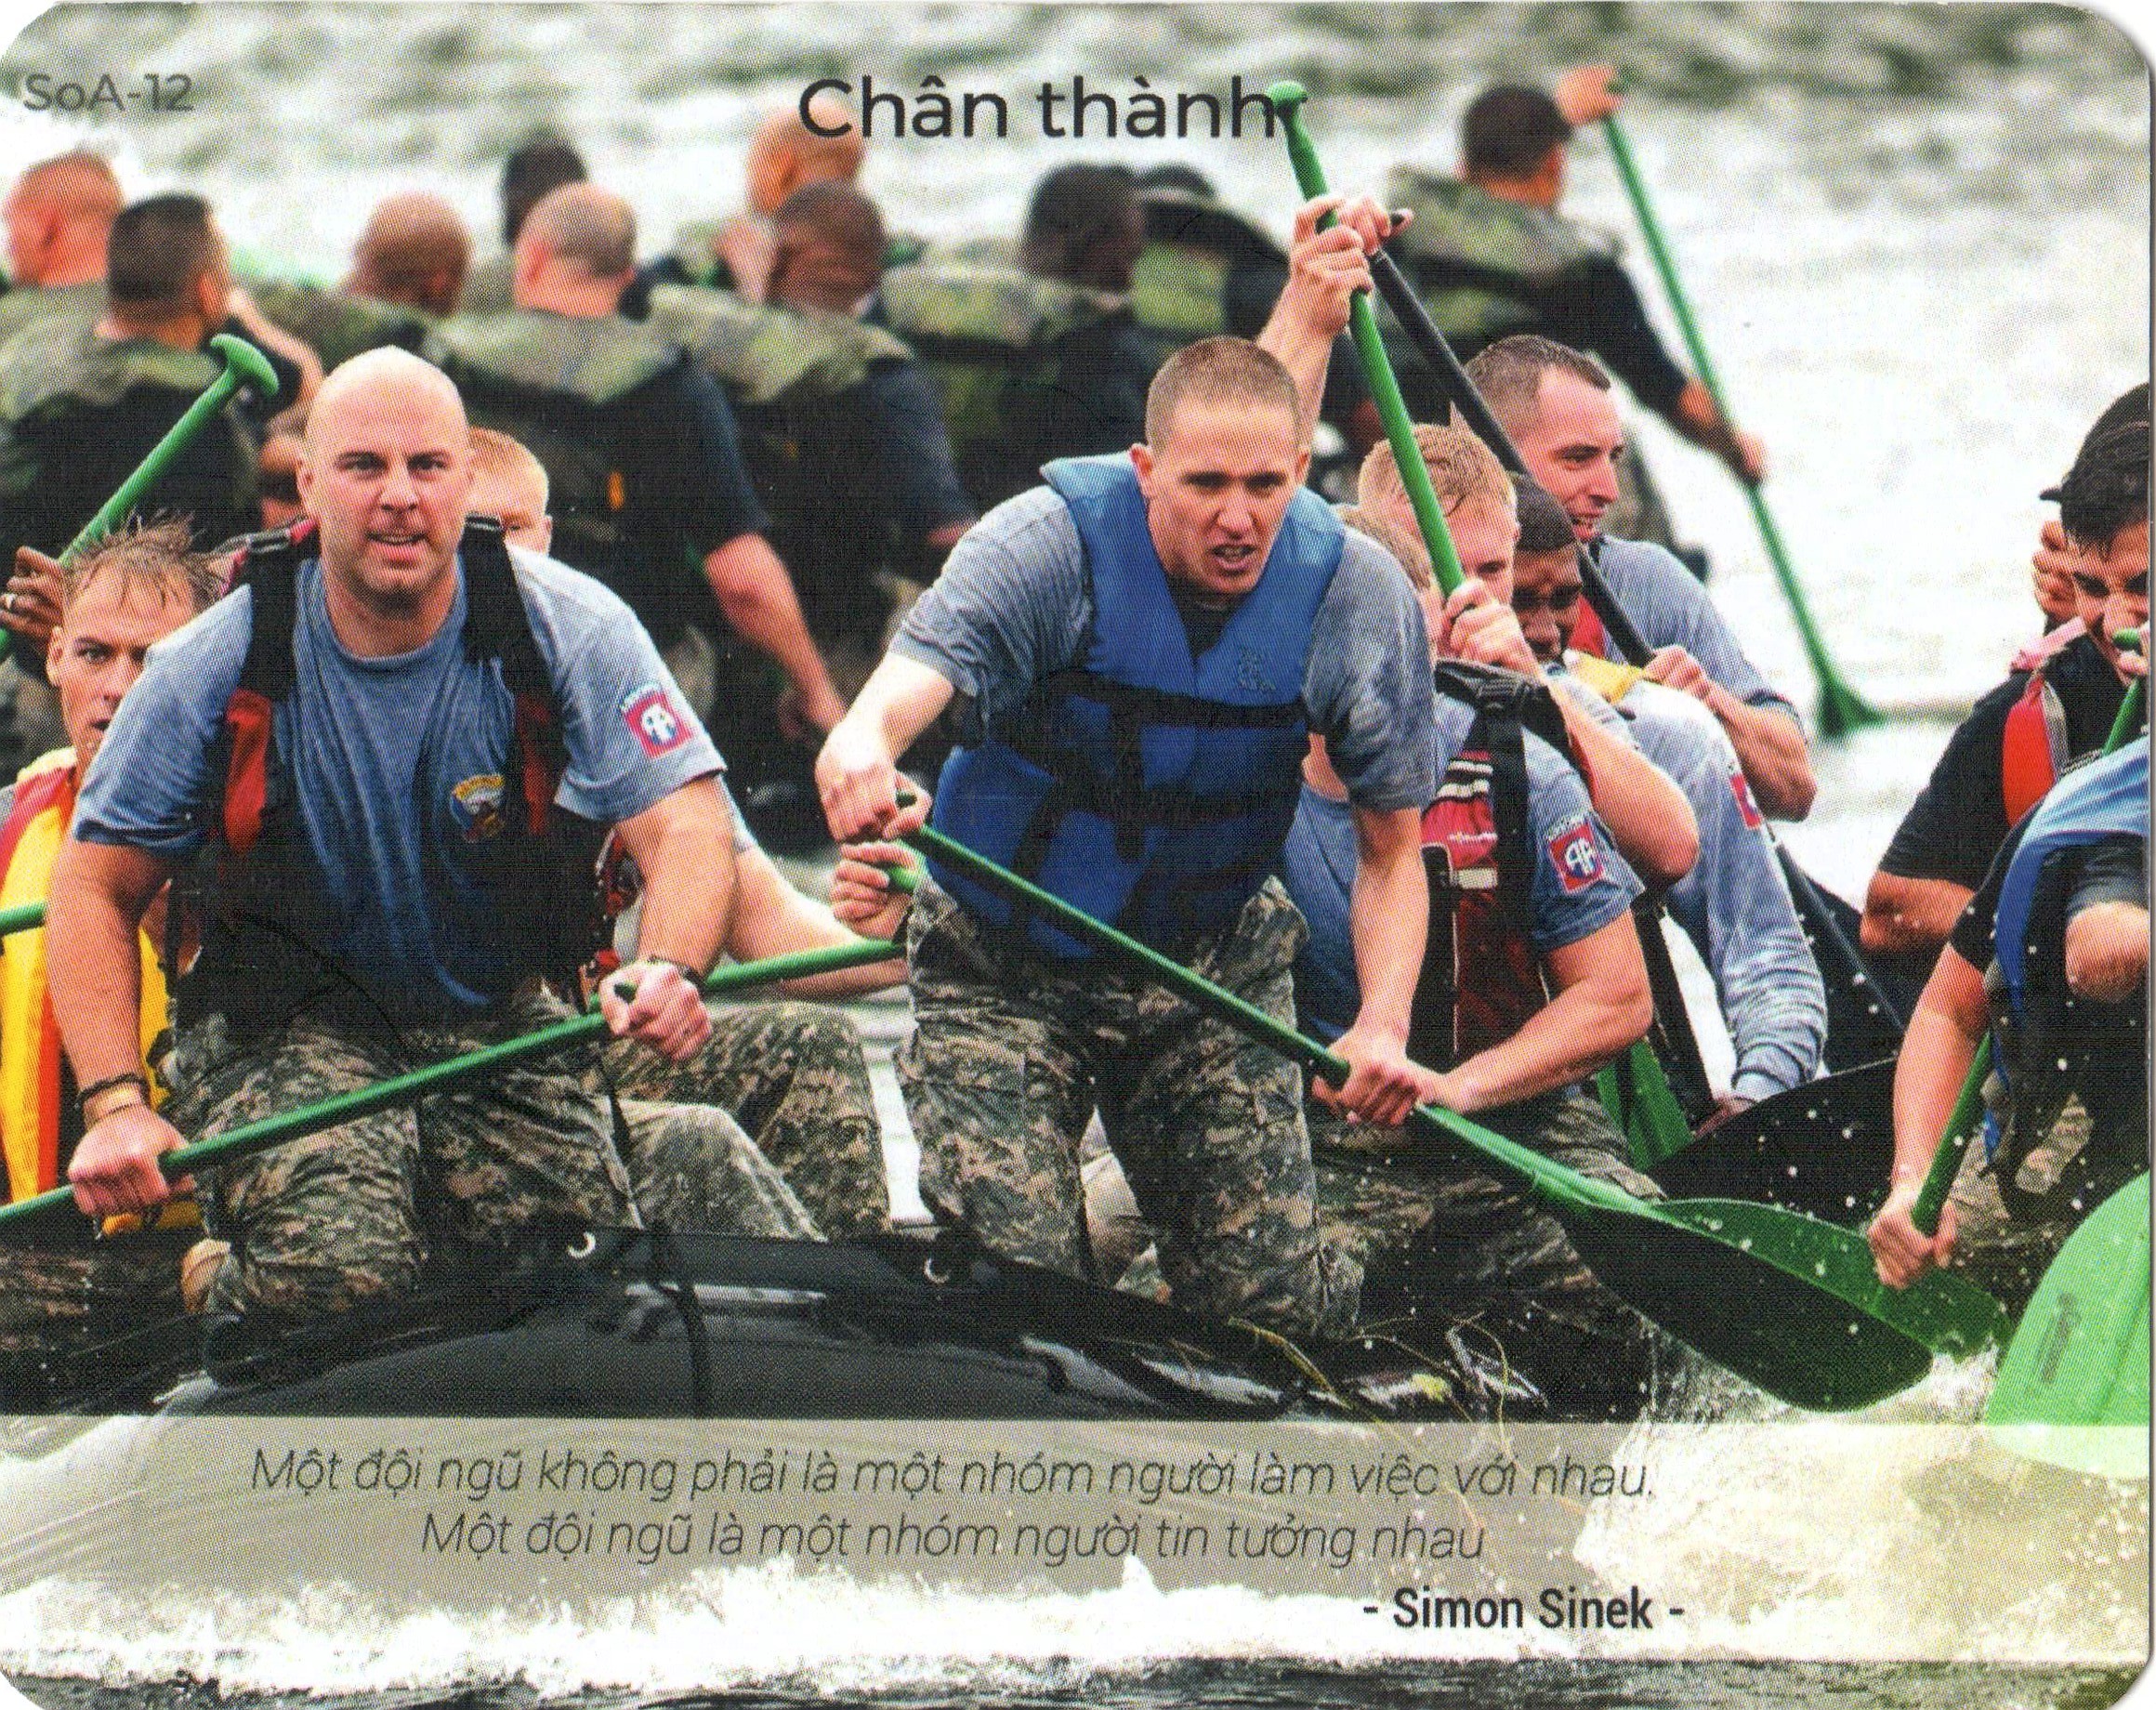 SoA-12
Chân thành
Một đội ngũ không phải là một nhóm người làm việc với nhau.
Một đội ngũ là một nhóm người tin tưởng nhau
- Simon Sinek -